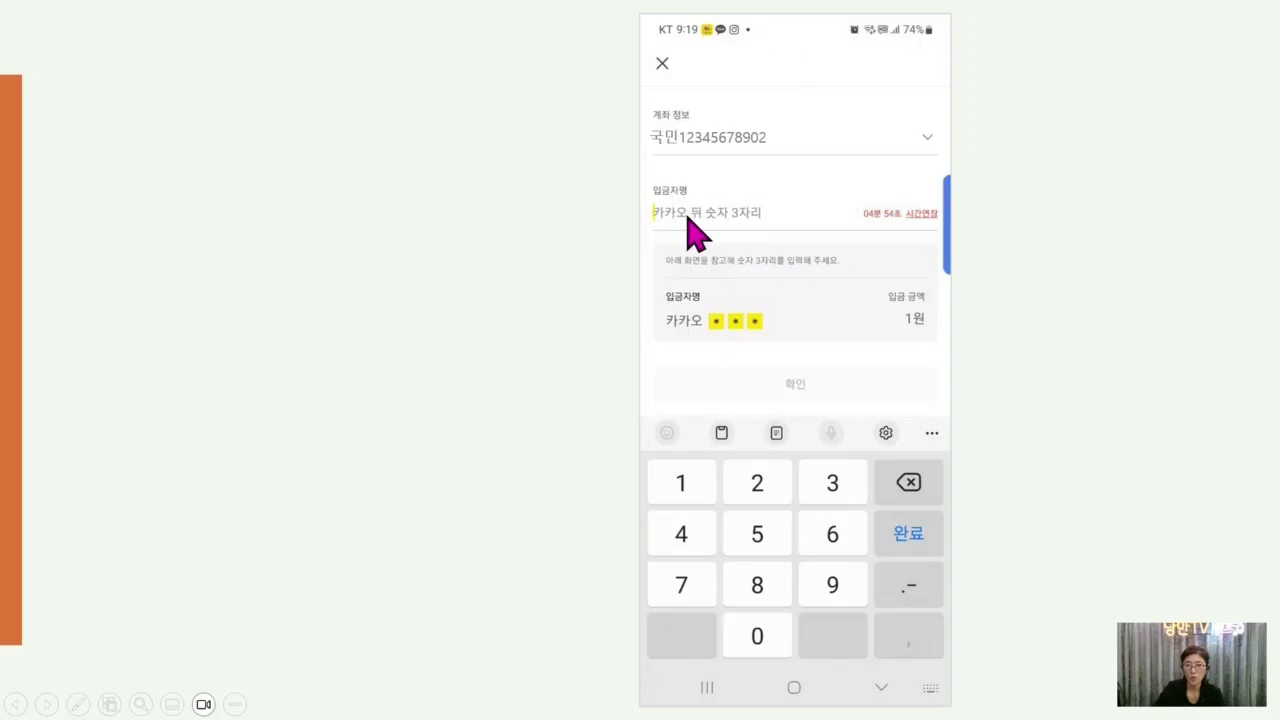 KT 9:19
74%
계좌 정보
국민12345678902
입금자명
카카오 뒤 숫자 3자리
04분 54초 시간연장
아래 화면을 참고해 숫자 3자리를 입력해 주세요.
입금자명 입금 금액
카카오 * * * 1원
확인
1 2 3
4 5 6 완료
7 8 9 .-
0 ,
낭만TV